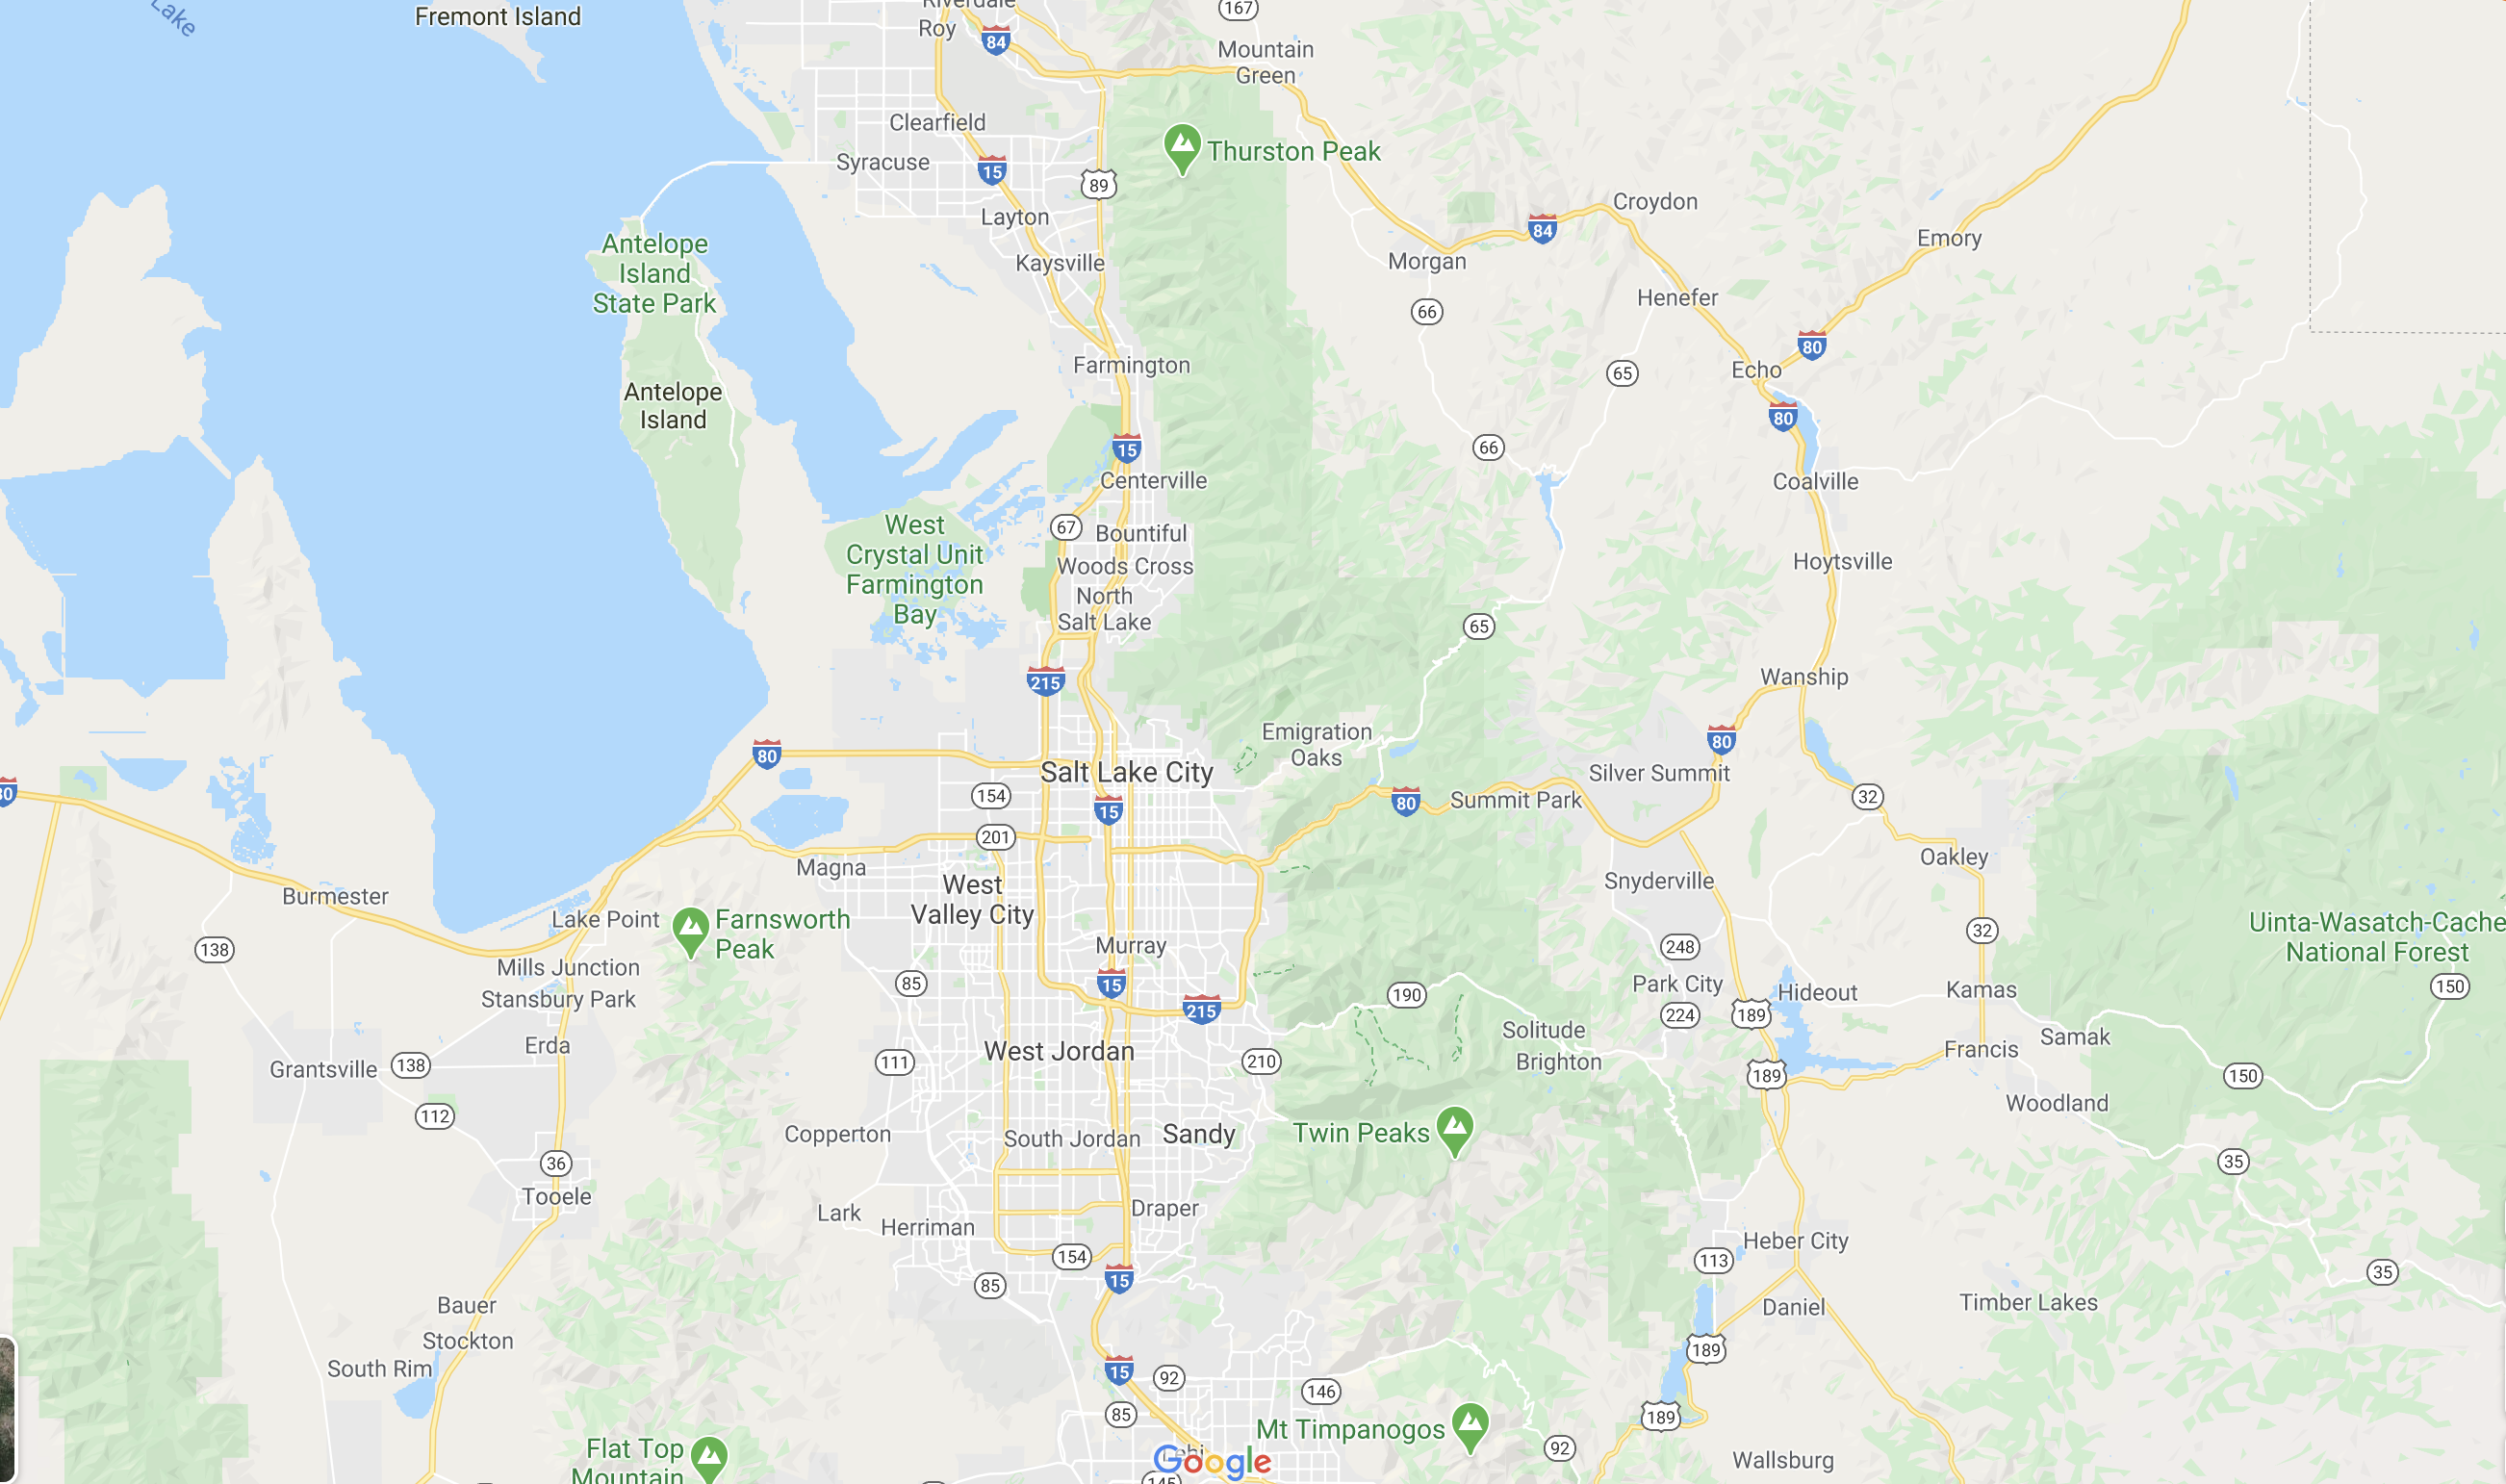 Lake
Fremont Island
Riverdale
Roy
84
167
Mountain
Green
Clearfield
Syracuse
15
89
Thurston Peak
Layton
Kaysville
Croydon
84
Morgan
Emory
66
Henefer
Antelope
Island
State Park
Antelope
Island
Farmington
80
Echo
65
80
15
66
Centerville
Coalville
67
Bountiful
West
Crystal Unit
Farmington
Bay
Woods Cross
North
Salt Lake
Hoytsville
65
215
Wanship
Emigration
Oaks
80
80
Salt Lake City
Silver Summit
80
154
15
80
Summit Park
32
201
Magna
Oakley
West
Valley City
Snyderville
Burmester
Lake Point
Farnsworth
Peak
Murray
248
32
Uinta-Wasatch-Cache
National Forest
138
Mills Junction
Stansbury Park
85
15
215
190
Park City
224
Hideout
189
Kamas
150
Solitude
Brighton
Samak
Erda
West Jordan
Francis
Grantsville
138
111
210
189
150
112
Woodland
Copperton
South Jordan
Sandy
Twin Peaks
36
35
Tooele
Lark
Herriman
Draper
154
Heber City
113
15
85
35
Bauer
Stockton
Daniel
Timber Lakes
South Rim
189
15
92
146
85
189
Mt Timpanogos
92
Flat Top
Mountain
Lehi
Google
145
Wallsburg